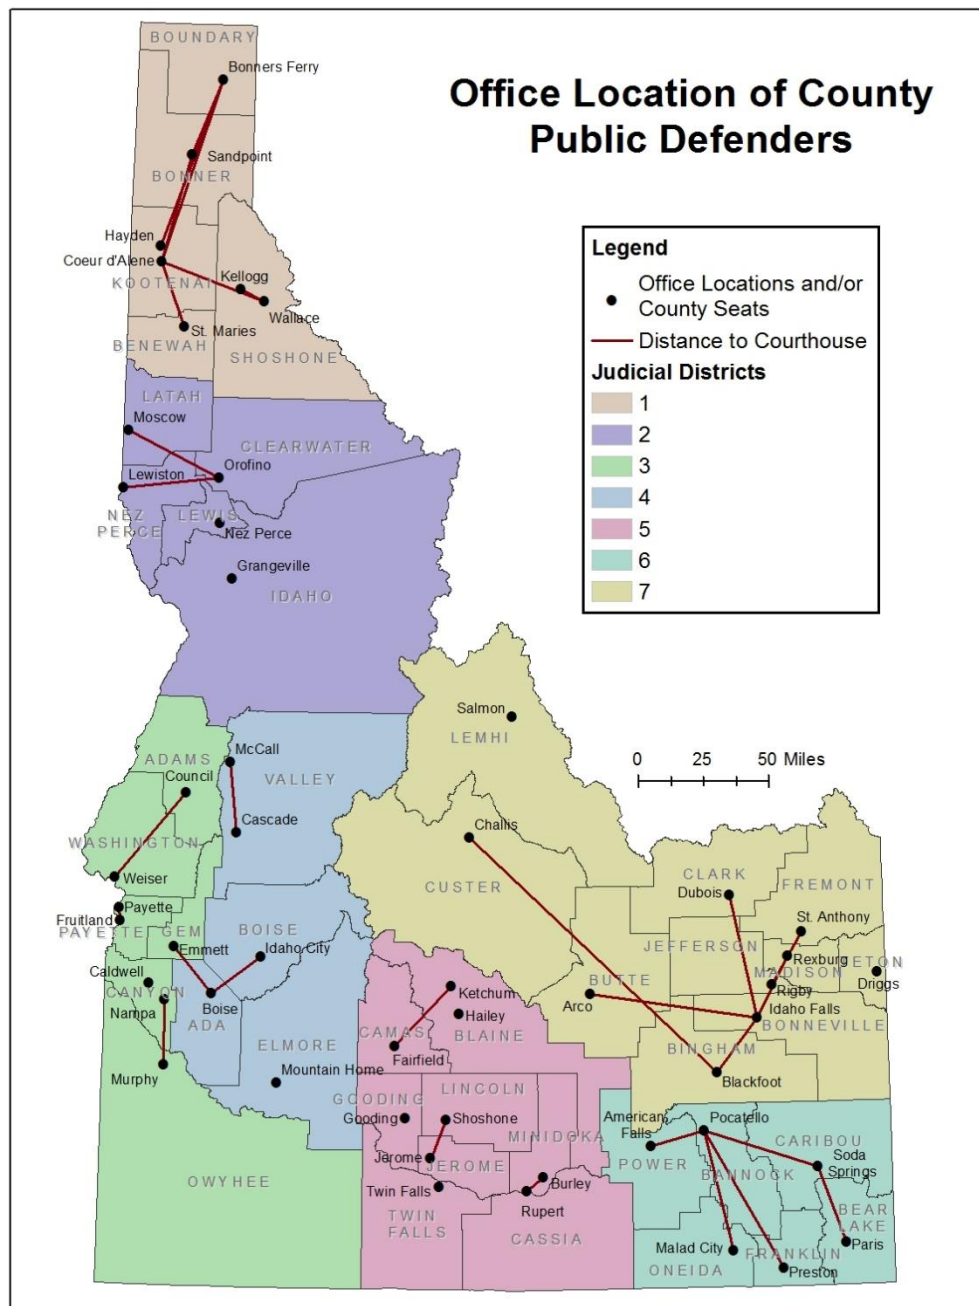 Office Location of County
Public Defenders
Legend
Office Locations and/or
County Seats
Distance to Courthouse
Judicial Districts
1
2
3
4
5
6
7
BOUNDARY
Bonners Ferry
Sandpoint
BONNER
Hayden
Coeur d'Alene
KOOTENAI
Kellogg
Wallace
St. Maries
BENEWAH
SHOSHONE
LATAH
Moscow
CLEARWATER
Orofino
Lewiston
NEZ
PERCE
LEWIS
Nez Perce
Grangeville
IDAHO
Salmon
LEMHI
0 25 50 Miles
ADAMS
Council
McCall
VALLEY
Cascade
WASHINGTON
Weiser
Challis
CUSTER
CLARK
Dubois
FREMONT
St. Anthony
Payette
Fruitland
PAYETTE
GEM
Emmett
BOISE
Idaho City
JEFFERSON
Rexburg
MADISON
TETON
Driggs
Rigby
Caldwell
CANYON
Nampa
Boise
ADA
BUTTE
Arco
Idaho Falls
BONNEVILLE
Ketchum
Hailey
CAMAS
BLAINE
Fairfield
BINGHAM
Blackfoot
Murphy
ELMORE
Mountain Home
GOODING
Gooding
LINCOLN
Shoshone
MINIDOKA
American
Falls
Pocatello
POWER
BANNOCK
CARIBOU
Soda
Springs
Jerome
JEROME
OWYHEE
Twin Falls
Burley
Rupert
TWIN
FALLS
CASSIA
BEAR
LAKE
Paris
Malad City
ONEIDA
FRANKLIN
Preston